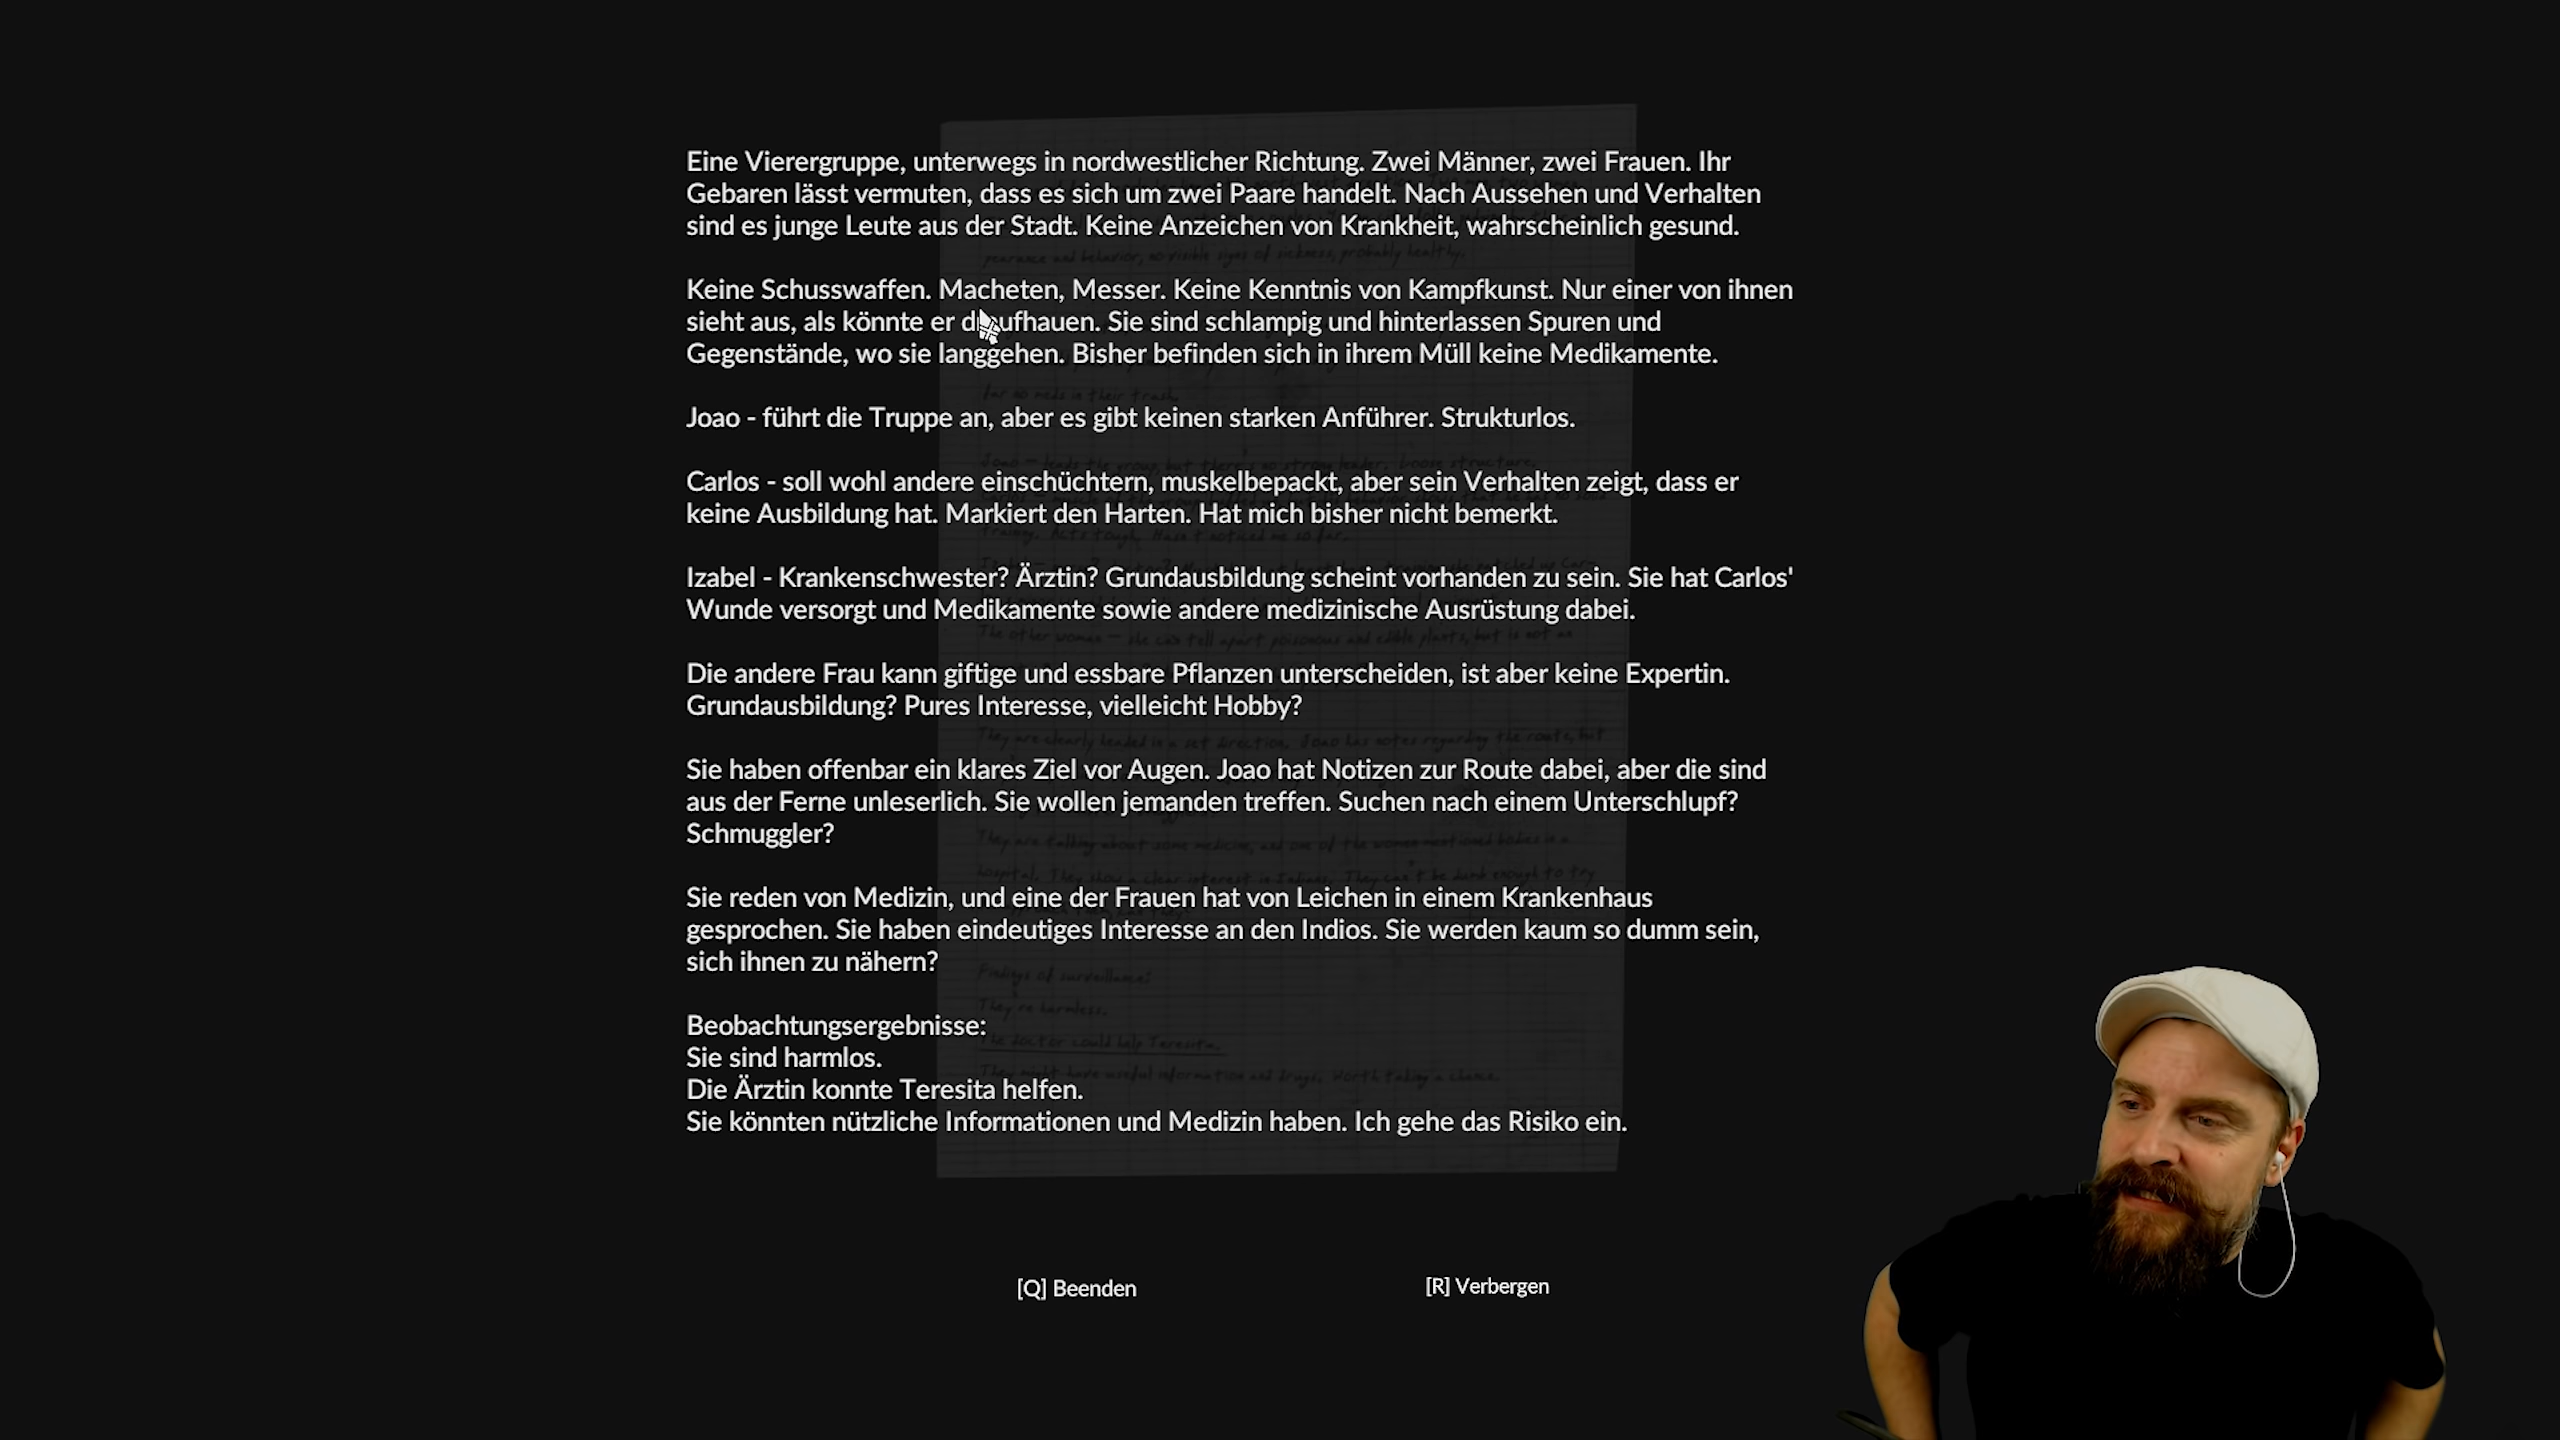 Eine Vierergruppe, unterwegs in nordwestlicher Richtung. Zwei Männer, zwei Frauen. Ihr
Gebaren lässt vermuten, dass es sich um zwei Paare handelt. Nach Aussehen und Verhalten
sind es junge Leute aus der Stadt. Keine Anzeichen von Krankheit, wahrscheinlich gesund.
Keine Schusswaffen. Macheten, Messer. Keine Kenntnis von Kampfkunst. Nur einer von ihnen
sieht aus, als könnte er draufhauen. Sie sind schlampig und hinterlassen Spuren und
Gegenstände, wo sie langgehen. Bisher befinden sich in ihrem Müll keine Medikamente.
Joao - führt die Truppe an, aber es gibt keinen starken Anführer. Strukturlos.
Carlos - soll wohl andere einschüchtern, muskelbepackt, aber sein Verhalten zeigt, dass er
keine Ausbildung hat. Markiert den Harten. Hat mich bisher nicht bemerkt.
Izabel - Krankenschwester? Ärztin? Grundausbildung scheint vorhanden zu sein. Sie hat Carlos'
Wunde versorgt und Medikamente sowie andere medizinische Ausrüstung dabei.
Die andere Frau kann giftige und essbare Pflanzen unterscheiden, ist aber keine Expertin.
Grundausbildung? Pures Interesse, vielleicht Hobby?
Sie haben offenbar ein klares Ziel vor Augen. Joao hat Notizen zur Route dabei, aber die sind
aus der Ferne unleserlich. Sie wollen jemanden treffen. Suchen nach einem Unterschlupf?
Schmuggler?
Sie reden von Medizin, und eine der Frauen hat von Leichen in einem Krankenhaus
gesprochen. Sie haben eindeutiges Interesse an den Indios. Sie werden kaum so dumm sein,
sich ihnen zu nähern?
Beobachtungsergebnisse:
Sie sind harmlos.
Die Ärztin konnte Teresita helfen.
Sie könnten nützliche Informationen und Medizin haben. Ich gehe das Risiko ein.
[Q] Beenden
[R] Verbergen